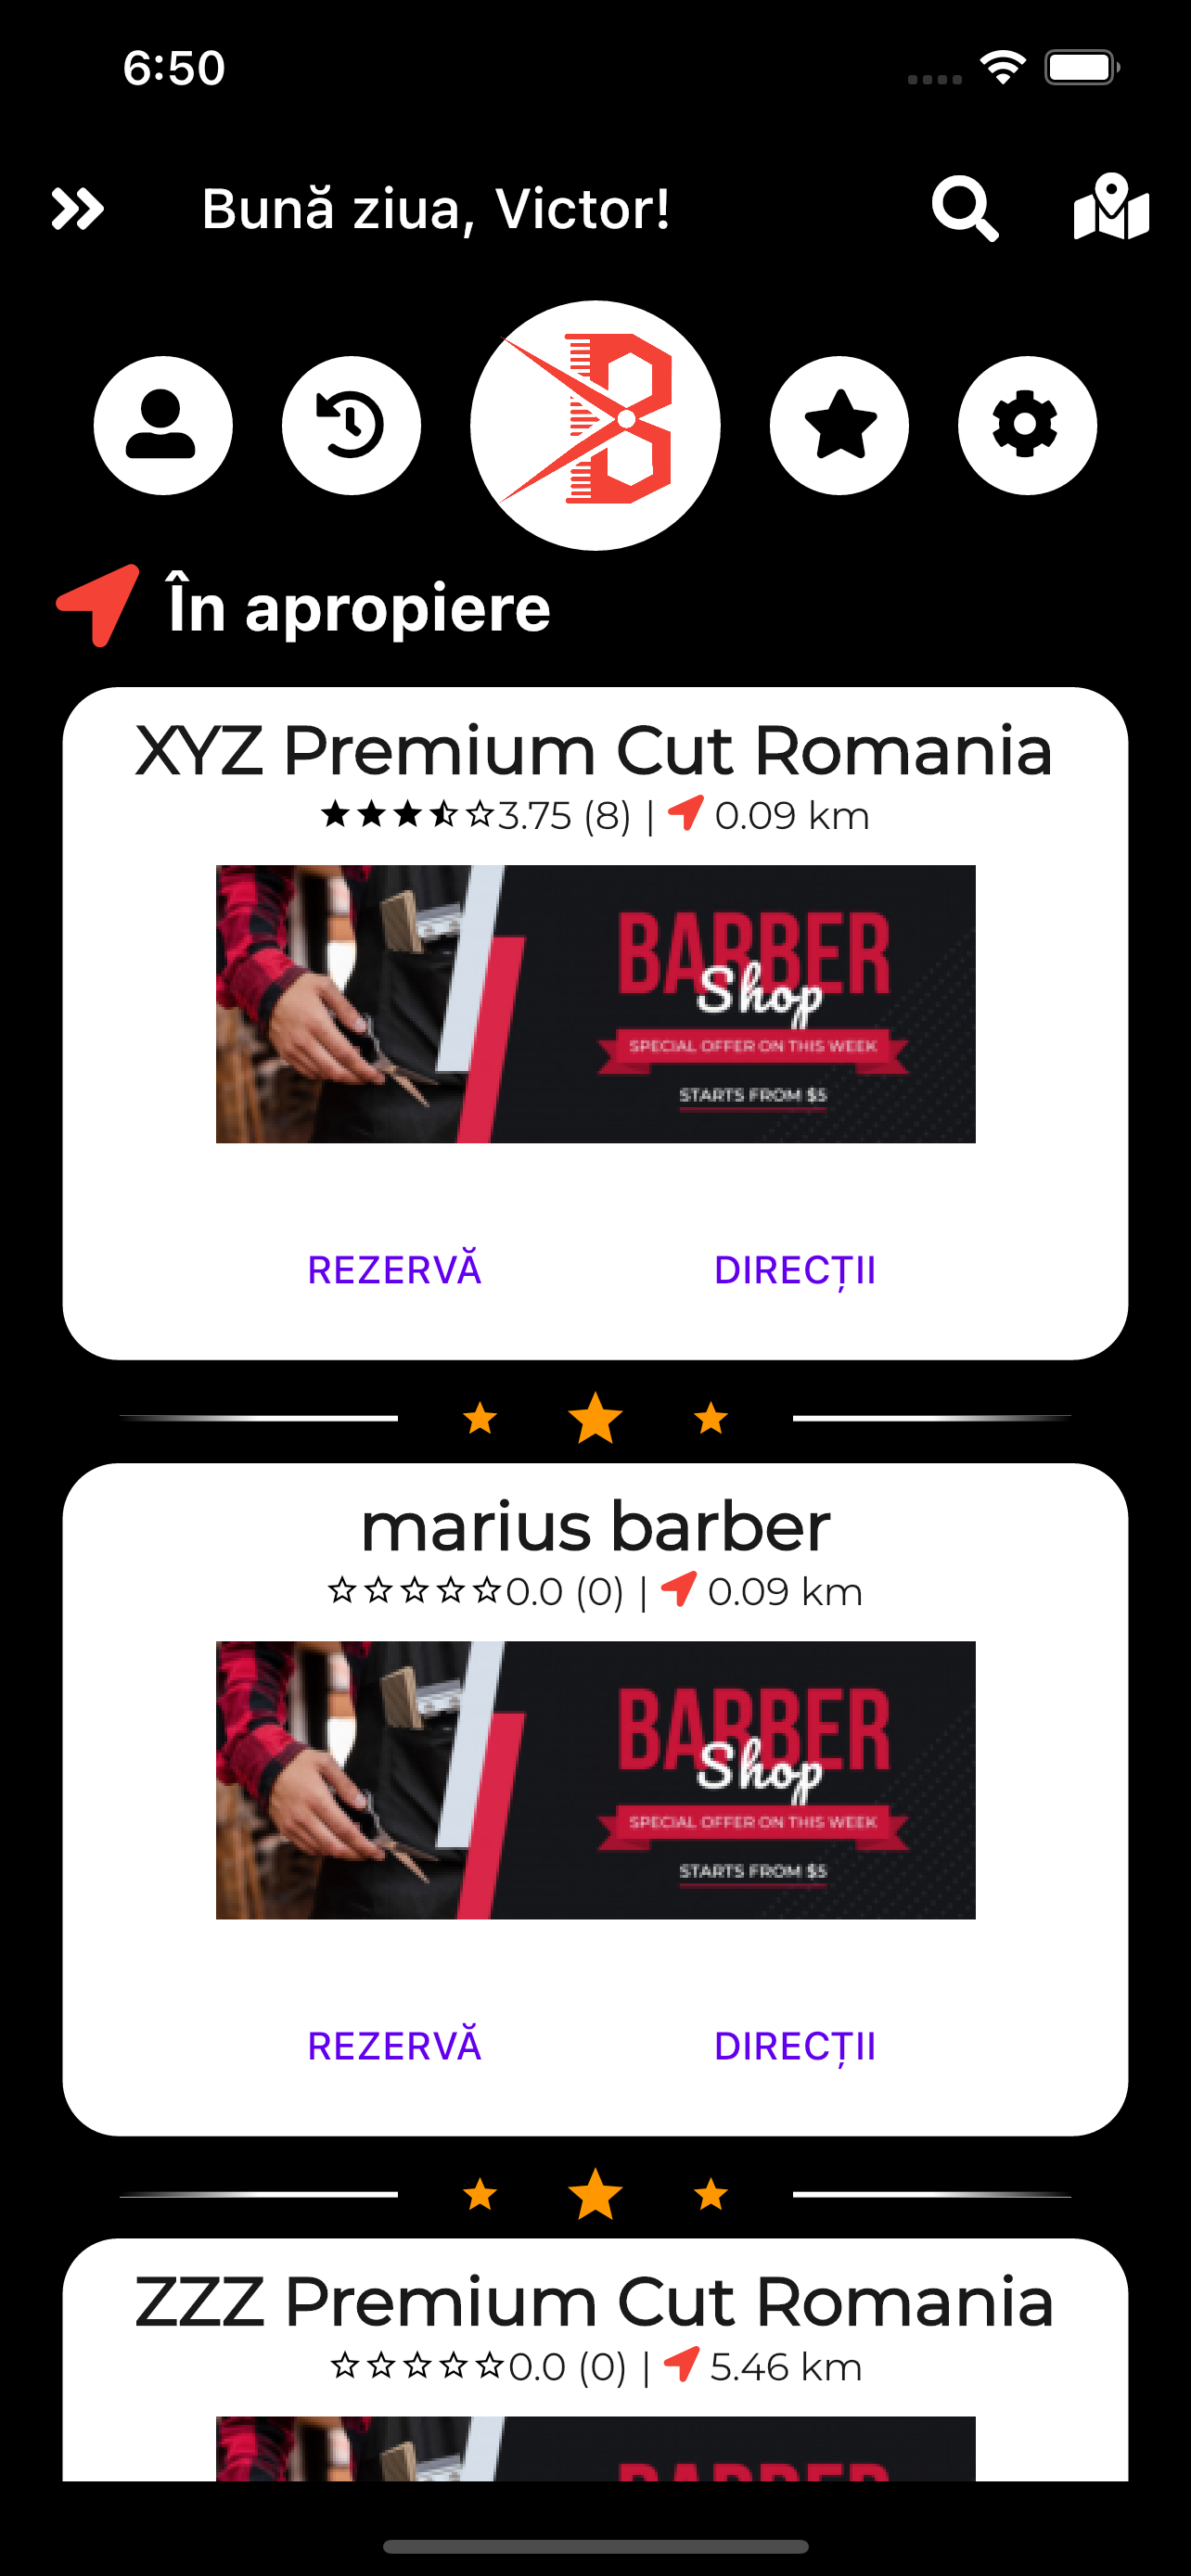 6:50
Bună ziua, Victor!
În apropiere
XYZ Premium Cut Romania
3.75 (8) | 0.09 km
BARBER
Shop
SPECIAL OFFER ON THIS WEEK
STARTS FROM $5
REZERVĂ DIRECȚII
marius barber
0.0 (0) | 0.09 km
BARBER
Shop
SPECIAL OFFER ON THIS WEEK
STARTS FROM $5
REZERVĂ DIRECȚII
ZZZ Premium Cut Romania
0.0 (0) | 5.46 km
BARBER